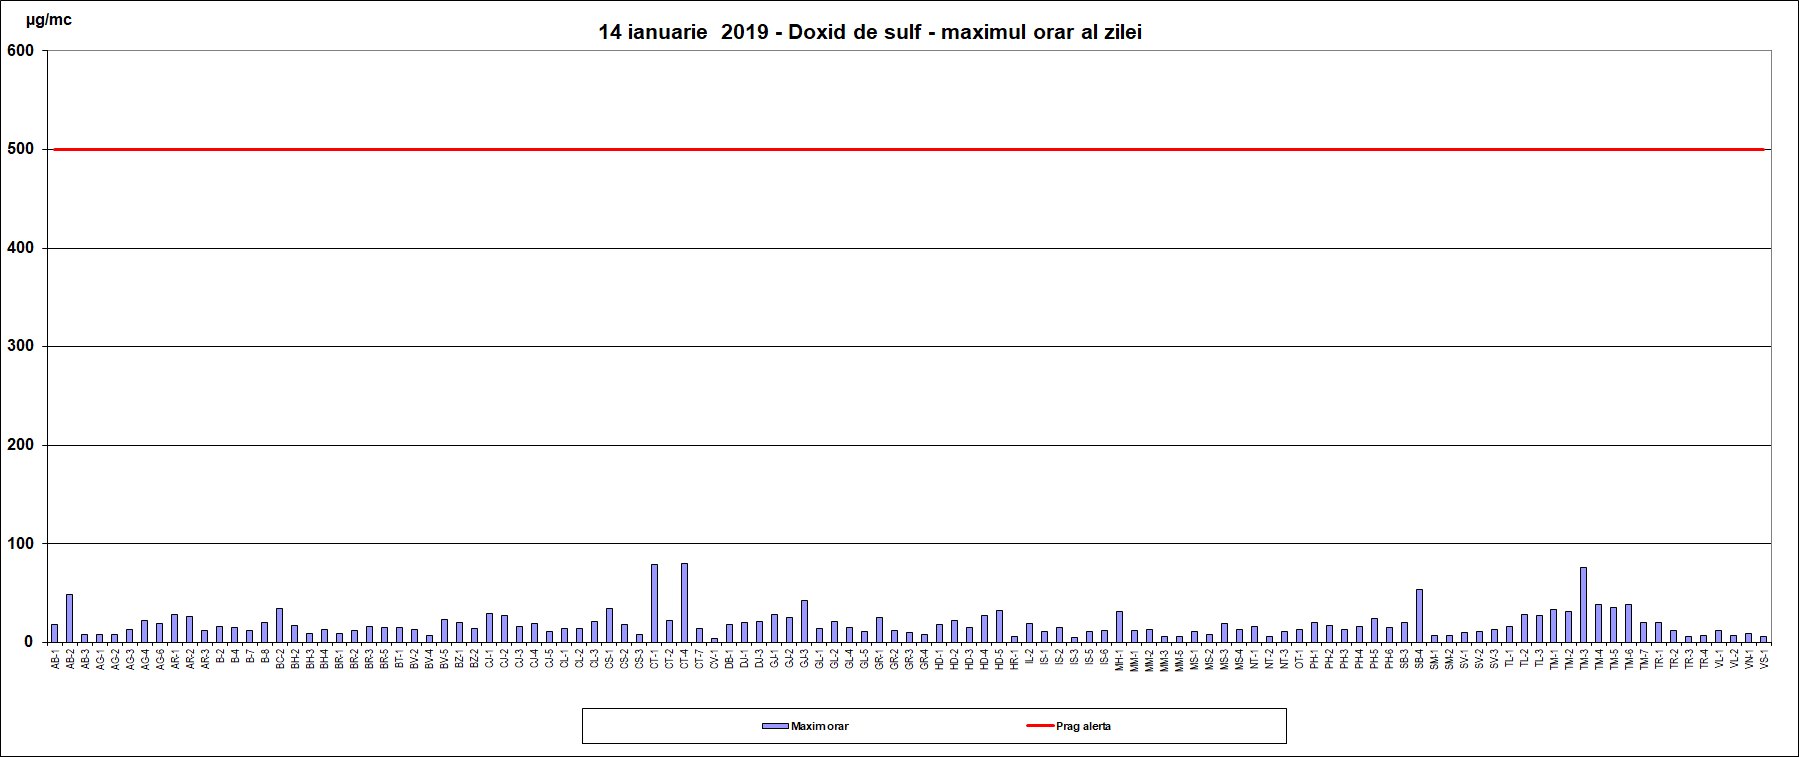 µg/mc
14 ianuarie 2019 - Doxid de sulf - maximul orar al zilei
600
500
400
300
200
100
0
AB-1 AB-2 AB-3 AG-1 AG-2 AG-3 AG-4 AG-6 AR-1 AR-2 AR-3 B-2 B-4 B-7 B-8 BC-2 BH-2 BH-3 BH-4 BR-1 BR-2 BR-3 BR-5 BT-1 BV-2 BV-4 BV-5 BZ-1 BZ-2 CJ-1 CJ-2 CJ-3 CJ-4 CJ-5 CL-1 CL-2 CL-3 CS-1 CS-2 CS-3 CT-1 CT-2 CT-4 CT-7 CV-1 DB-1 DJ-1 DJ-3 GJ-1 GJ-2 GJ-3 GL-1 GL-2 GL-4 GL-5 GR-1 GR-2 GR-3 GR-4 HD-1 HD-2 HD-3 HD-4 HD-5 HR-1 IL-2 IS-1 IS-2 IS-3 IS-5 IS-6 MH-1 MM-1 MM-2 MM-3 MM-5 MS-1 MS-2 MS-3 MS-4 NT-1 NT-2 NT-3 OT-1 PH-1 PH-2 PH-3 PH-4 PH-5 PH-6 SB-3 SB-4 SM-1 SM-2 SV-1 SV-2 SV-3 TL-1 TL-2 TL-3 TM-1 TM-2 TM-3 TM-4 TM-5 TM-6 TM-7 TR-1 TR-2 TR-3 TR-4 VL-1 VL-2 VN-1 VS-1
Maxim orar
Prag alerta